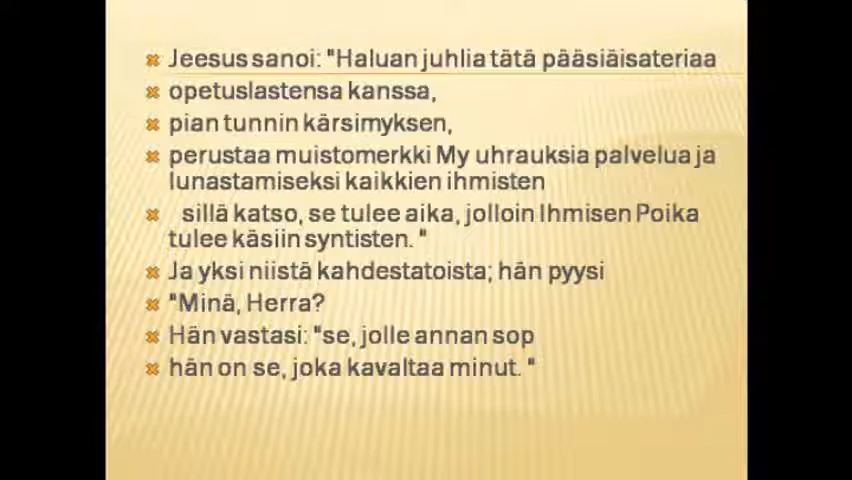 Jeesus sanoi: "Haluan juhlia tätä pääsiäisateriaa
opetuslastensa kanssa,
pian tunnin kärsimyksen,
perustaa muistomerkki My uhrauksia palvelua ja
lunastamiseksi kaikkien ihmisten
sillä katso, se tulee aika, jolloin Ihmisen Poika
tulee käsiin syntisten. "
Ja yksi niistä kahdestatoista; hän pyysi
"Minä, Herra?
Hän vastasi: "se, jolle annan sop
hän on se, joka kavaltaa minut. "